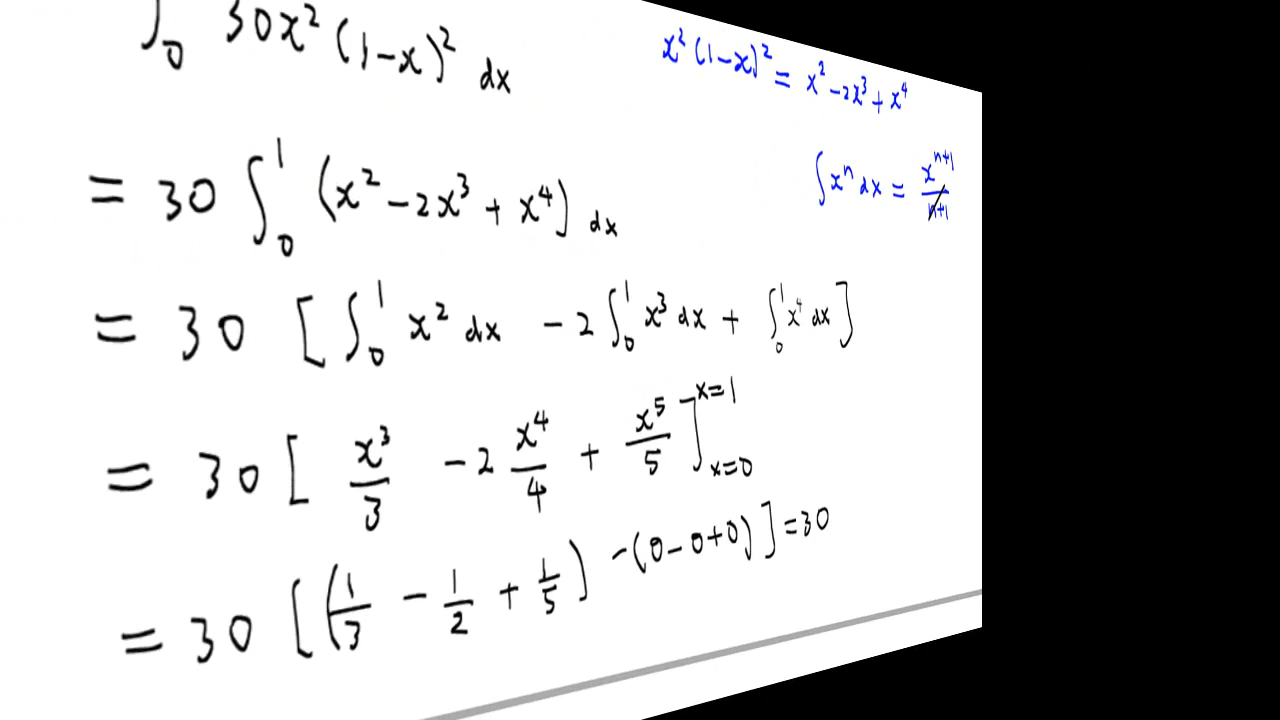 ∫₀ 30x² (1-x)² dx
x² (1-x)² = x² - 2x³ + x⁴
= 30 ∫₀¹ (x² - 2x³ + x⁴) dx
∫ xⁿ dx = xⁿ⁺¹/n+1
= 30 [ ∫₀¹ x² dx - 2 ∫₀¹ x³ dx + ∫₀¹ x⁴ dx ]
= 30 [ x³/3 - 2 x⁴/4 + x⁵/5 ] x=1 x=0
= 30 [ ( 1/3 - 1/2 + 1/5 ) - (0 - 0 + 0) ] = 30